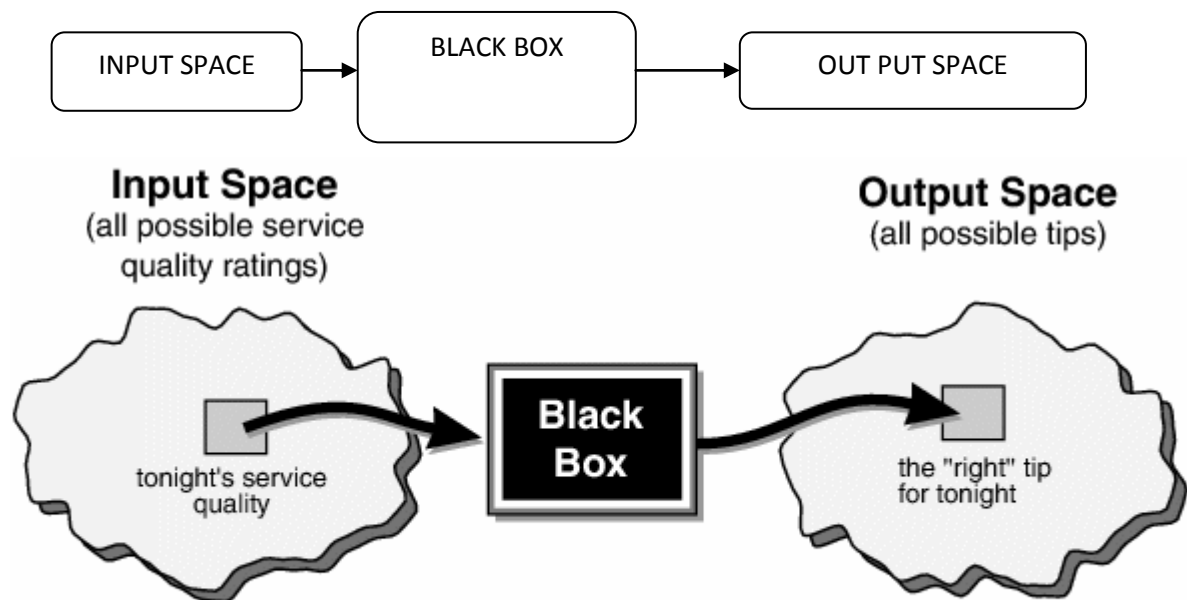 INPUT SPACE
BLACK BOX
OUT PUT SPACE
Input Space
(all possible service
quality ratings)
Output Space
(all possible tips)
tonight's service
quality
Black
Box
the "right" tip
for tonight